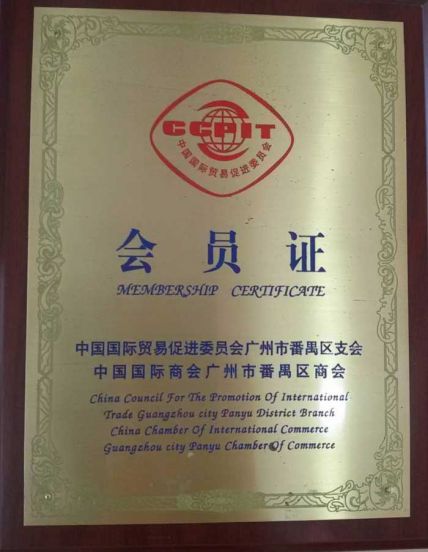 CCPIT
中国国际贸易促进委员会
会员证
MEMBERSHIP CERTIFICATE
中国国际贸易促进委员会广州市番禺区支会
中国国际商会广州市番禺区商会
China Council For The Promotion Of International
Trade Guangzhou city Panyu District Branch
China Chamber Of International Commerce
Guangzhou city Panyu Chamber Of Commerce